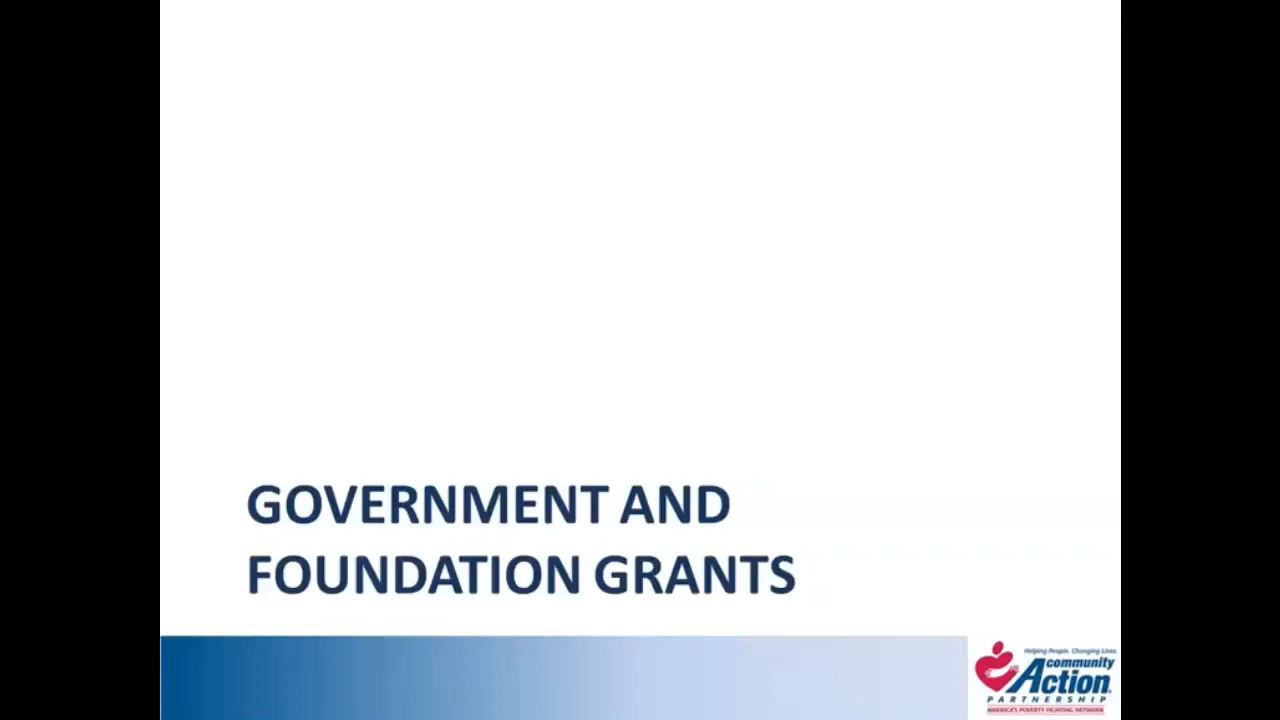 GOVERNMENT AND
FOUNDATION GRANTS
Helping People. Changing Lives
community
Action
PARTNERSHIP
AMERICA'S POVERTY FIGHTING NETWORK